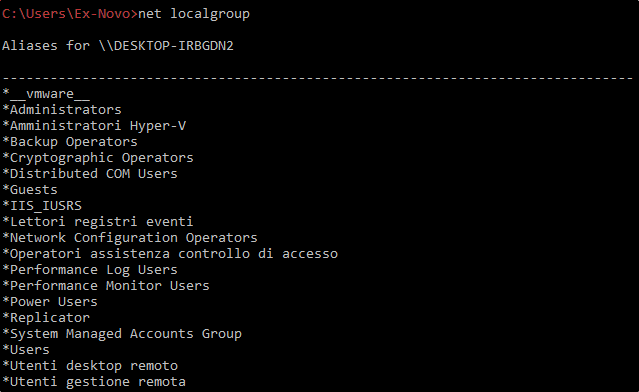 C:\Users\Ex-Novo>net localgroup
Aliases for \\DESKTOP-IRBGDN2
-------------------------------------------------------------------------------
*__vmware__
*Administrators
*Amministratori Hyper-V
*Backup Operators
*Cryptographic Operators
*Distributed COM Users
*Guests
*IIS_IUSRS
*Lettori registri eventi
*Network Configuration Operators
*Operatori assistenza controllo di accesso
*Performance Log Users
*Performance Monitor Users
*Power Users
*Replicator
*System Managed Accounts Group
*Users
*Utenti desktop remoto
*Utenti gestione remota